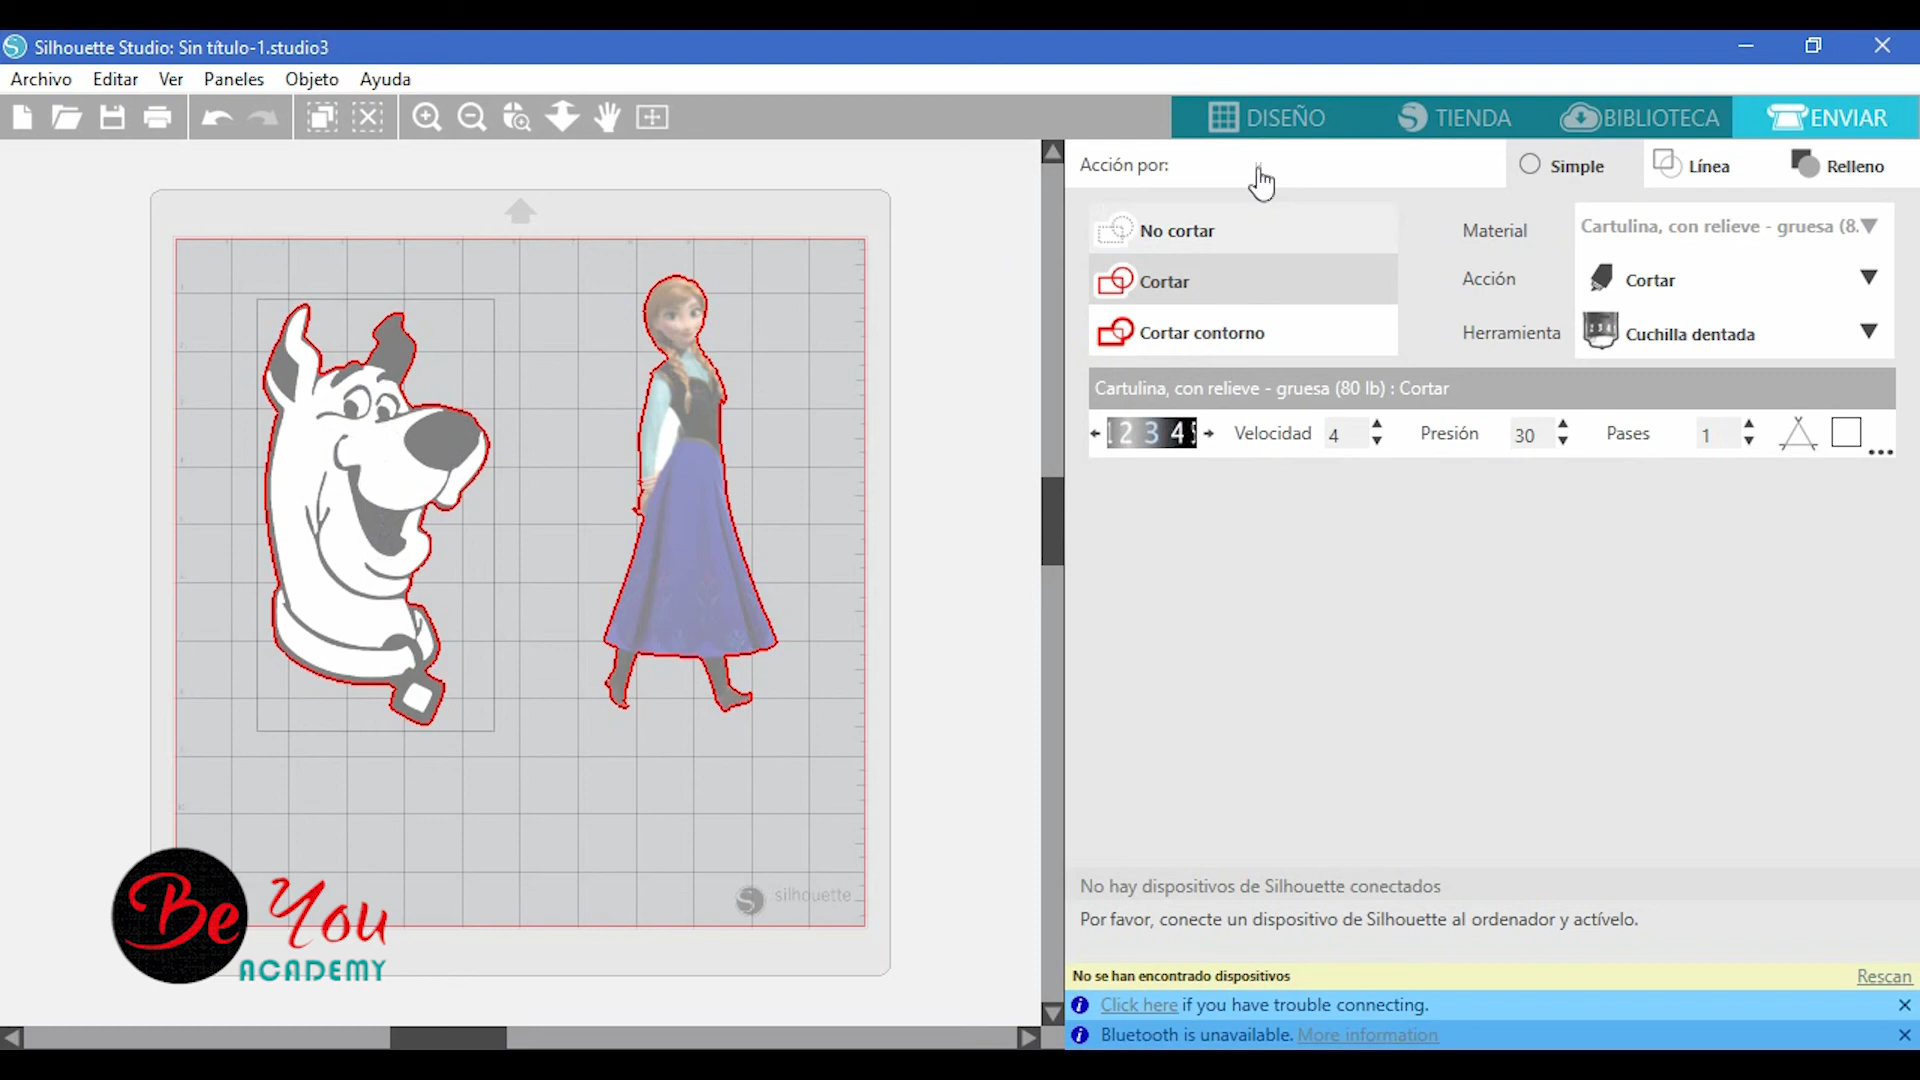 Silhouette Studio: Sin título-1.studio3
Archivo Editar Ver Paneles Objeto Ayuda
DISEÑO TIENDA BIBLIOTECA ENVIAR
Acción por: Simple Línea Relleno
No cortar
Cortar
Cortar contorno
Material Cartulina, con relieve - gruesa (8.
Acción Cortar
Herramienta Cuchilla dentada
Cartulina, con relieve - gruesa (80 lb) : Cortar
2 3 4 5 Velocidad 4 Presión 30 Pases 1
silhouette
Be You
ACADEMY
No hay dispositivos de Silhouette conectados
Por favor, conecte un dispositivo de Silhouette al ordenador y actívelo.
No se han encontrado dispositivos Rescan
Click here if you have trouble connecting.
Bluetooth is unavailable. More information